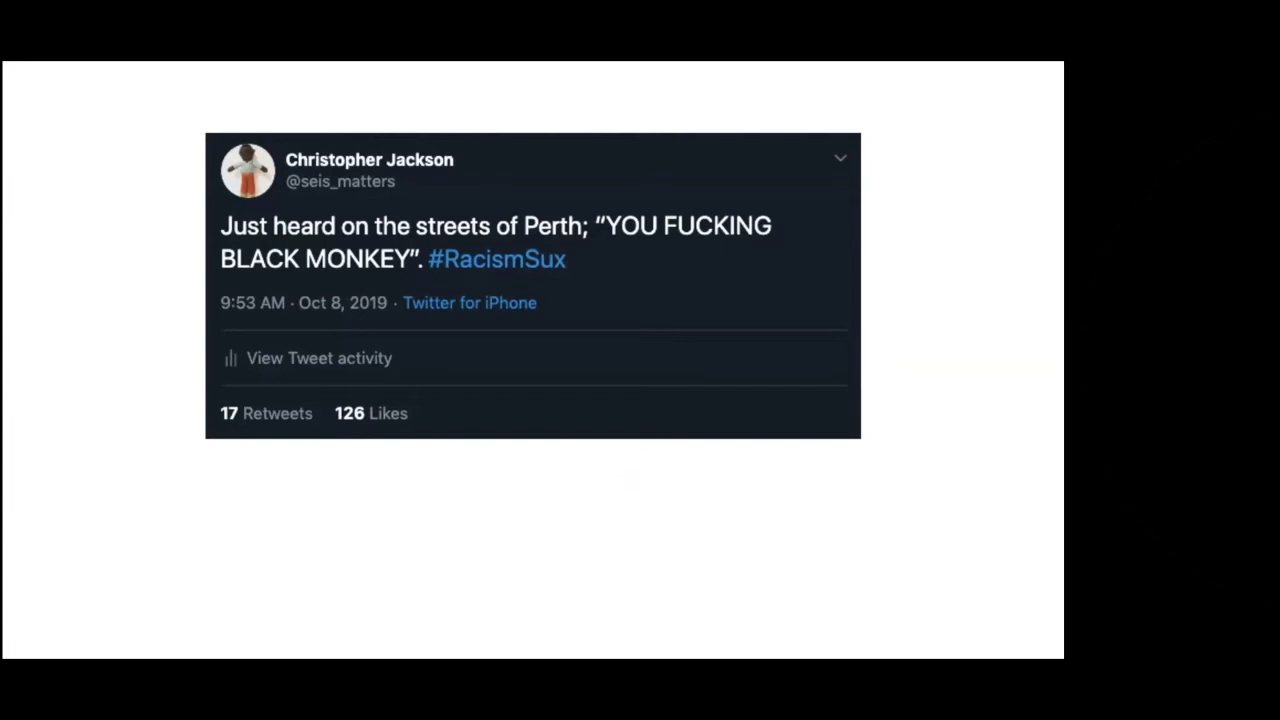 Christopher Jackson
@seis_matters
Just heard on the streets of Perth; “YOU FUCKING
BLACK MONKEY”. #RacismSux
9:53 AM · Oct 8, 2019 · Twitter for iPhone
View Tweet activity
17 Retweets 126 Likes